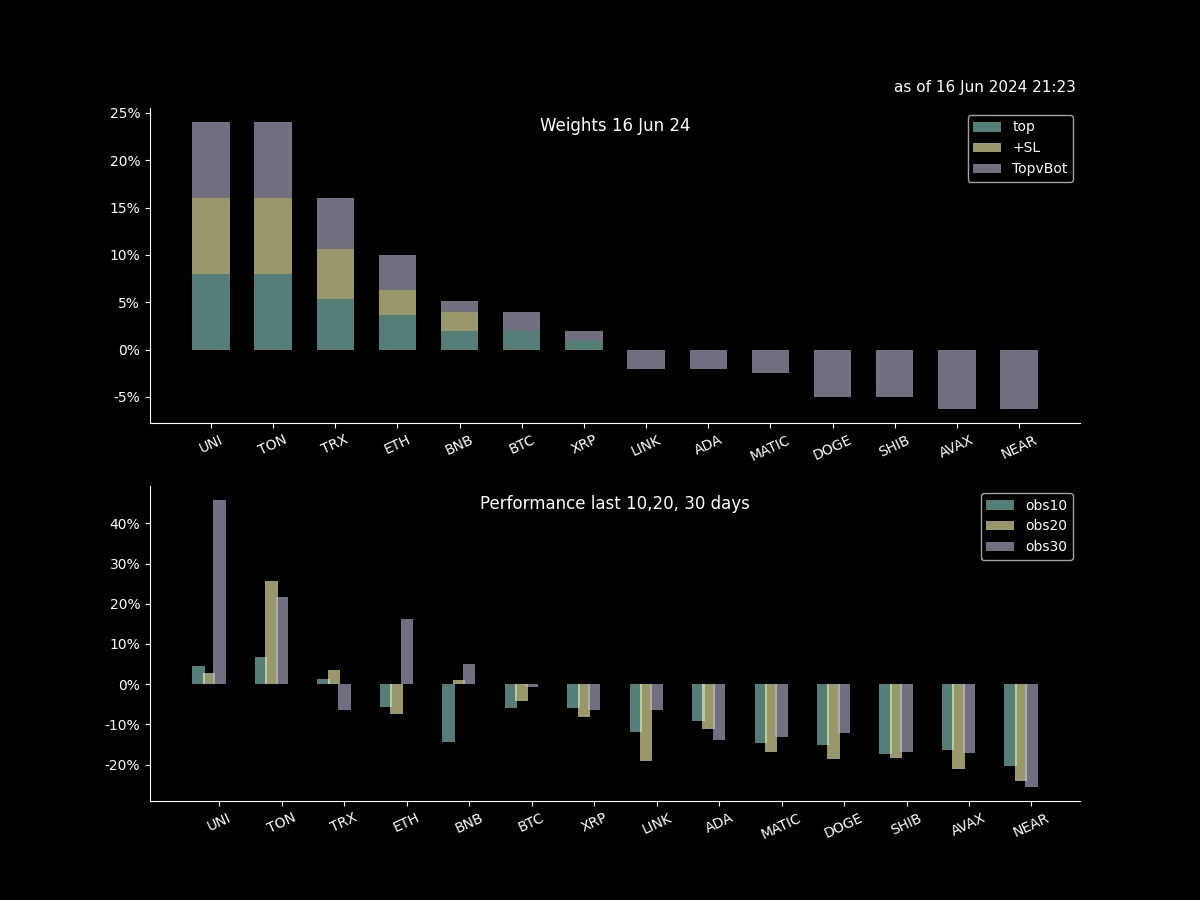 as of 16 Jun 2024 21:23
Weights 16 Jun 24
top
+SL
TopvBot
25%
20%
15%
10%
5%
0%
-5%
UNI TON TRX ETH BNB BTC XRP LINK ADA MATIC DOGE SHIB AVAX NEAR
Performance last 10,20, 30 days
obs10
obs20
obs30
40%
30%
20%
10%
0%
-10%
-20%
UNI TON TRX ETH BNB BTC XRP LINK ADA MATIC DOGE SHIB AVAX NEAR